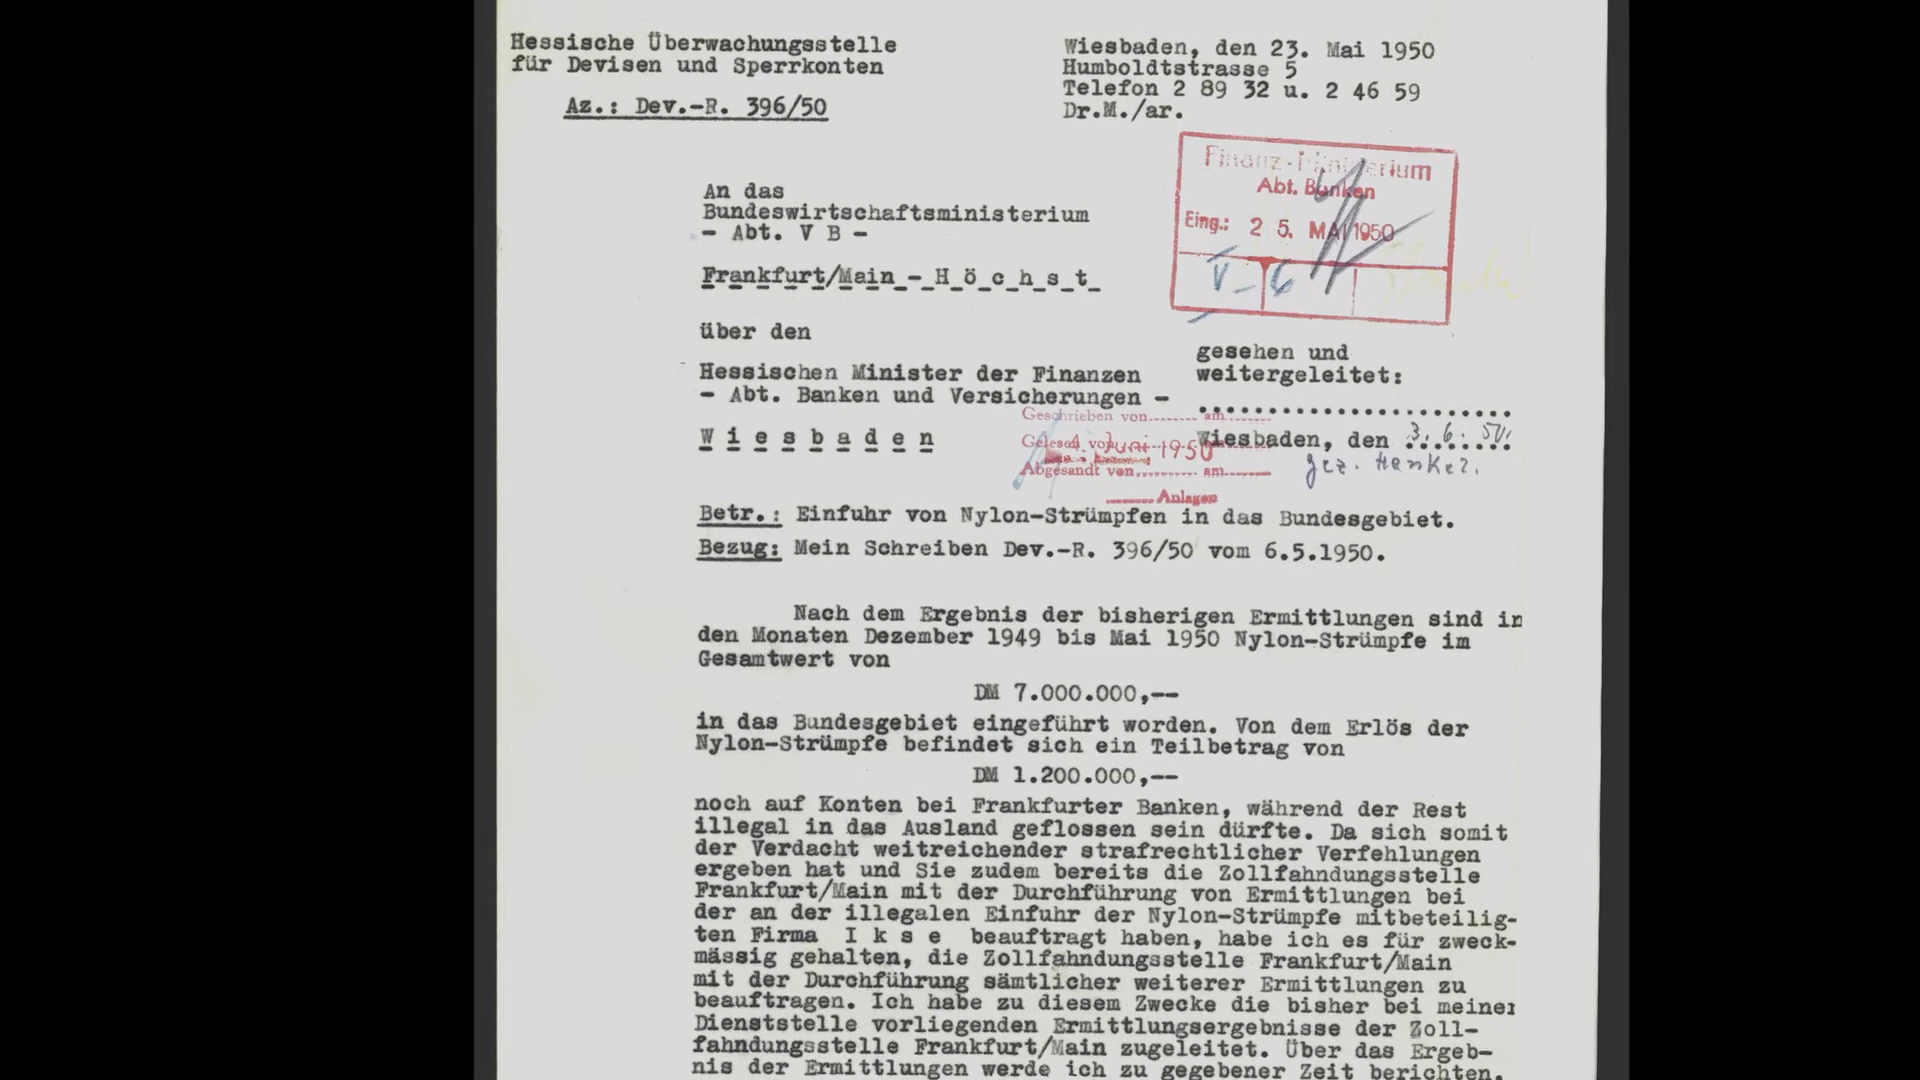 Hessische Überwachungsstelle
für Devisen und Sperrkonten
Az.: Dev.-R. 396/50
Wiesbaden, den 23. Mai 1950
Humboldtstrasse 5
Telefon 2 89 32 u. 2 46 59
Dr.M./ar.
Finanz-Ministerium
Abt. Banken
Eing.: 25. MAI 1950
V 6
An das
Bundeswirtschaftsministerium
- Abt. V B -
Frankfurt/Main - H ö c h s t
über den
Hessischen Minister der Finanzen
- Abt. Banken und Versicherungen -
W i e s b a d e n
gesehen und
weitergeleitet:
Wiesbaden, den 3.6.50
gez. Henkel.
Geschrieben von........ am........
Gelesen von Juni 1950
Abgesandt von......... am........
........ Anlagen
Betr.: Einfuhr von Nylon-Strümpfen in das Bundesgebiet.
Bezug: Mein Schreiben Dev.-R. 396/50 vom 6.5.1950.
Nach dem Ergebnis der bisherigen Ermittlungen sind in
den Monaten Dezember 1949 bis Mai 1950 Nylon-Strümpfe im
Gesamtwert von
DM 7.000.000,--
in das Bundesgebiet eingeführt worden. Von dem Erlös der
Nylon-Strümpfe befindet sich ein Teilbetrag von
DM 1.200.000,--
noch auf Konten bei Frankfurter Banken, während der Rest
illegal in das Ausland geflossen sein dürfte. Da sich somit
der Verdacht weitreichender strafrechtlicher Verfehlungen
ergeben hat und Sie zudem bereits die Zollfahndungsstelle
Frankfurt/Main mit der Durchführung von Ermittlungen bei
der an der illegalen Einfuhr der Nylon-Strümpfe mitbeteilig-
ten Firma I k s e beauftragt haben, habe ich es für zweck-
mässig gehalten, die Zollfahndungsstelle Frankfurt/Main
mit der Durchführung sämtlicher weiterer Ermittlungen zu
beauftragen. Ich habe zu diesem Zwecke die bisher bei meiner
Dienststelle vorliegenden Ermittlungsergebnisse der Zoll-
fahndungsstelle Frankfurt/Main zugeleitet. Über das Ergeb-
nis der Ermittlungen werde ich zu gegebener Zeit berichten.